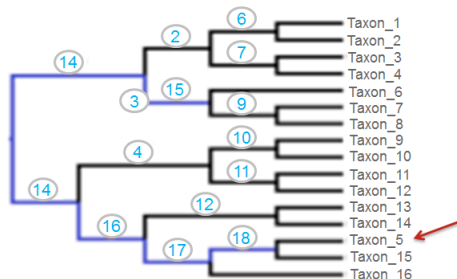 6 Taxon_1
2 Taxon_2
7 Taxon_3
14 Taxon_4
3 15 Taxon_6
9 Taxon_7
Taxon_8
10 Taxon_9
4 Taxon_10
11 Taxon_11
14 Taxon_12
12 Taxon_13
16 Taxon_14
18 Taxon_5
17 Taxon_15
Taxon_16